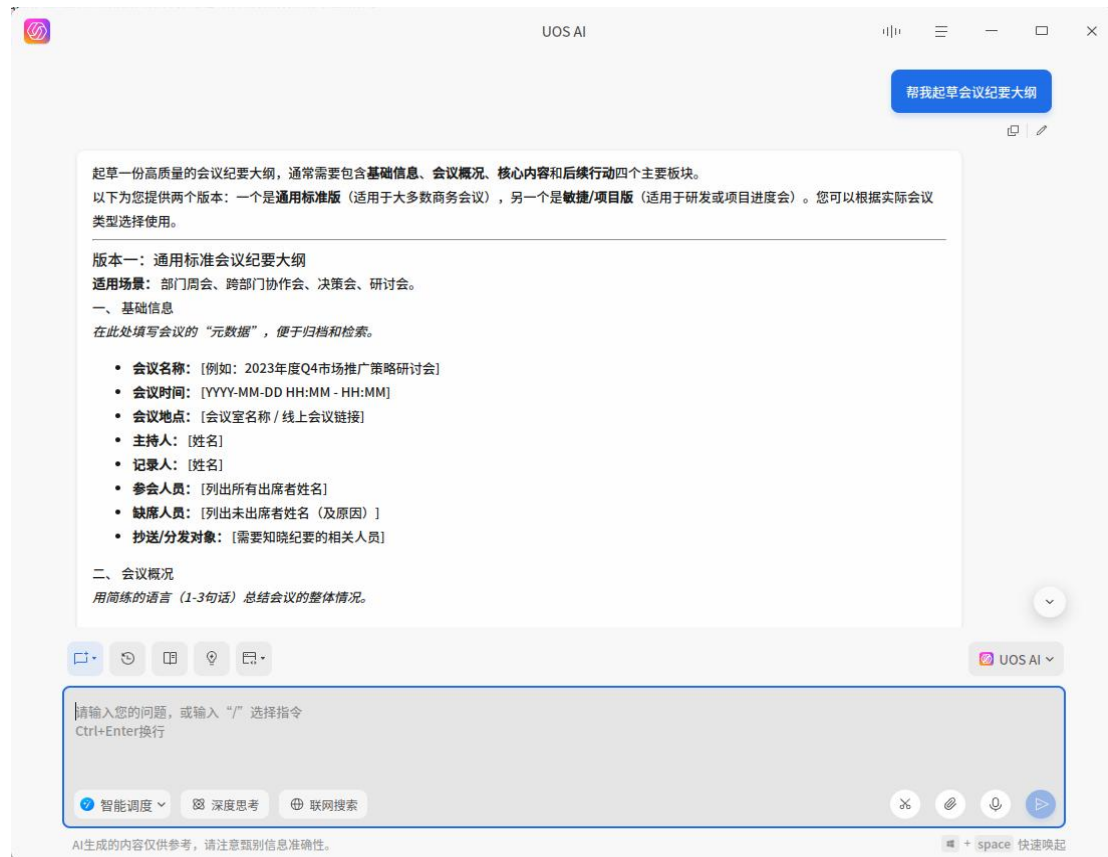 UOS AI
帮我起草会议纪要大纲
起草一份高质量的会议纪要大纲，通常需要包含基础信息、会议概况、核心内容和后续行动四个主要板块。
以下为您提供两个版本：一个是通用标准版（适用于大多数商务会议），另一个是敏捷/项目版（适用于研发或项目进度会）。您可以根据实际会议
类型选择使用。
版本一：通用标准会议纪要大纲
适用场景：部门周会、跨部门协作会、决策会、研讨会。
一、 基础信息
在此处填写会议的“元数据”，便于归档和检索。
• 会议名称：[例如：2023年度Q4市场推广策略研讨会]
• 会议时间：[YYYY-MM-DD HH:MM - HH:MM]
• 会议地点：[会议室名称 / 线上会议链接]
• 主持人：[姓名]
• 记录人：[姓名]
• 参会人员：[列出所有出席者姓名]
• 缺席人员：[列出未出席者姓名（及原因）]
• 抄送/分发对象：[需要知晓纪要的相关人员]
二、 会议概况
用简练的语言（1-3句话）总结会议的整体情况。
UOS AI
请输入您的问题，或输入“/”选择指令
Ctrl+Enter换行
智能调度 深度思考 联网搜索
AI生成的内容仅供参考，请注意甄别信息准确性。 + space 快速唤起